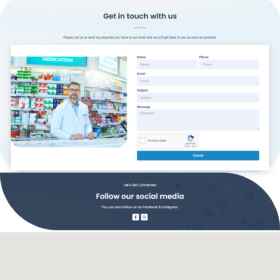 Get in touch with us
Please call us or send any inquiries you have to our email and we will get back to you as soon as possible.
MEDICATION
Name
Phone
Name
Phone
Email
Email
Subject
Subject
Message
Message
I'm not a robot
Submit
Let's Get Connected
Follow our social media
You can also follow us via Facebook & Instagram.